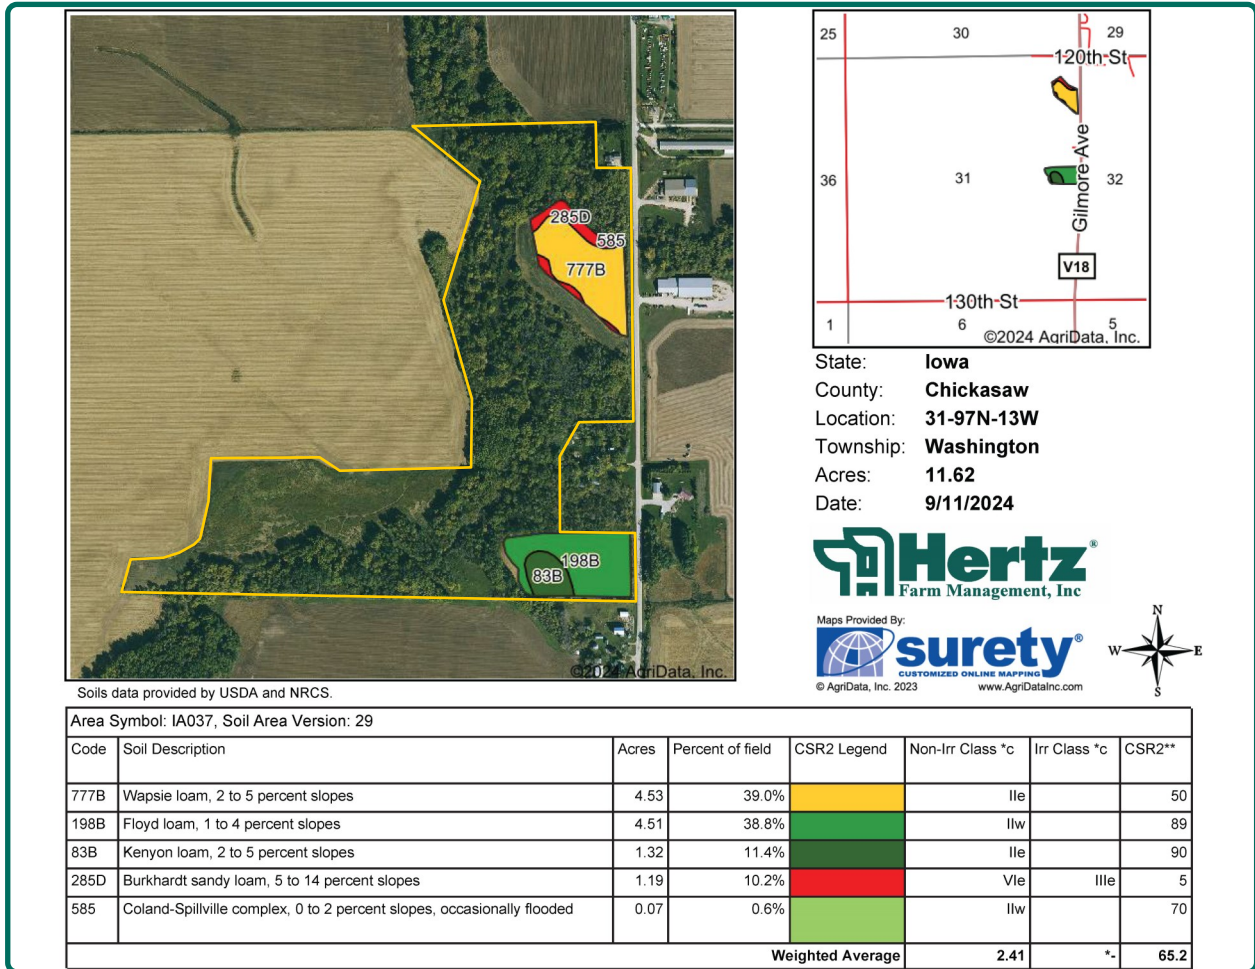 285D
585
777B
198B
83B
©2024 AgriData, Inc.
Soils data provided by USDA and NRCS.
25 30 29
120th St
36 31 32
Gilmore Ave
V18
130th St
1 6 5
©2024 AgriData, Inc.
State: Iowa
County: Chickasaw
Location: 31-97N-13W
Township: Washington
Acres: 11.62
Date: 9/11/2024
Hertz®
Farm Management, Inc
Maps Provided By:
surety®
CUSTOMIZED ONLINE MAPPING
© AgriData, Inc. 2023 www.AgriDataInc.com
N
W E
S
Area Symbol: IA037, Soil Area Version: 29
Code Soil Description Acres Percent of field CSR2 Legend Non-Irr Class *c Irr Class *c CSR2**
777B Wapsie loam, 2 to 5 percent slopes 4.53 39.0% IIe 50
198B Floyd loam, 1 to 4 percent slopes 4.51 38.8% IIw 89
83B Kenyon loam, 2 to 5 percent slopes 1.32 11.4% IIe 90
285D Burkhardt sandy loam, 5 to 14 percent slopes 1.19 10.2% VIe IIIe 5
585 Coland-Spillville complex, 0 to 2 percent slopes, occasionally flooded 0.07 0.6% IIw 70
Weighted Average 2.41 *- 65.2